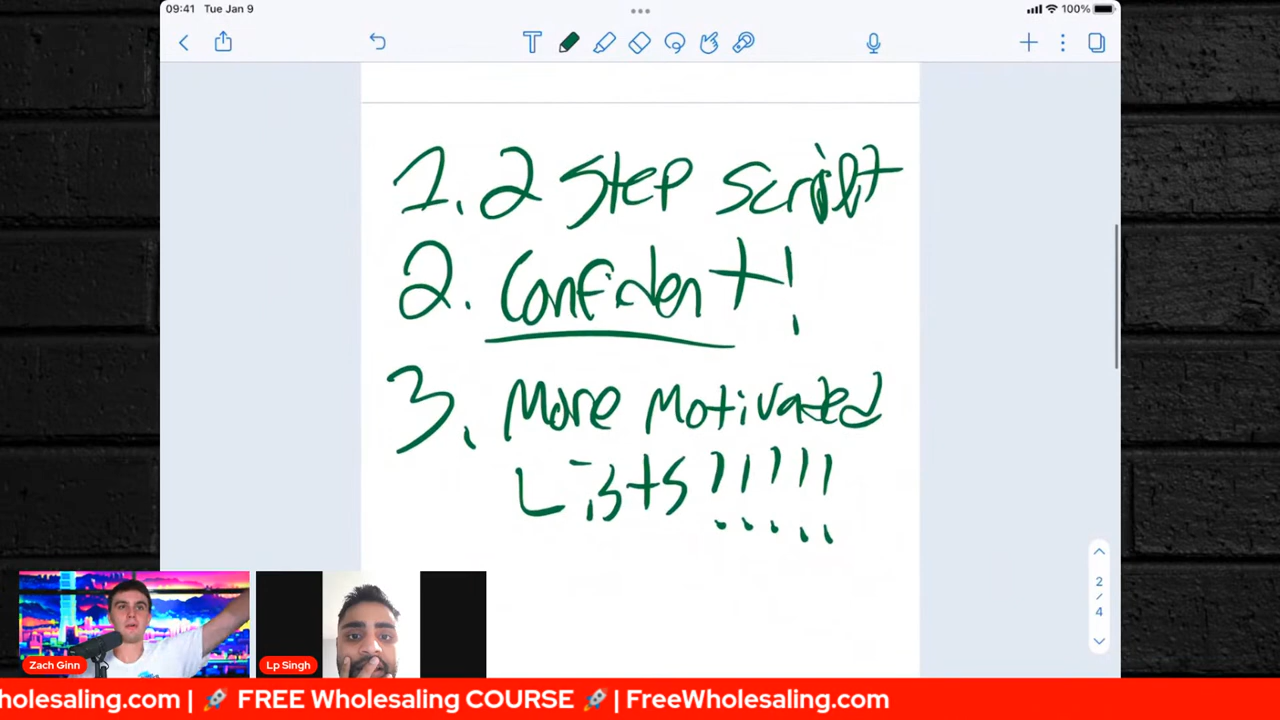 09:41 Tue Jan 9
100%
1. 2 Step Script
2. Confident!
3. More Motivated
Lists!!!!!
2
/
4
Zach Ginn
Lp Singh
holesaling.com | 🚀 FREE Wholesaling COURSE 🚀 | FreeWholesaling.com